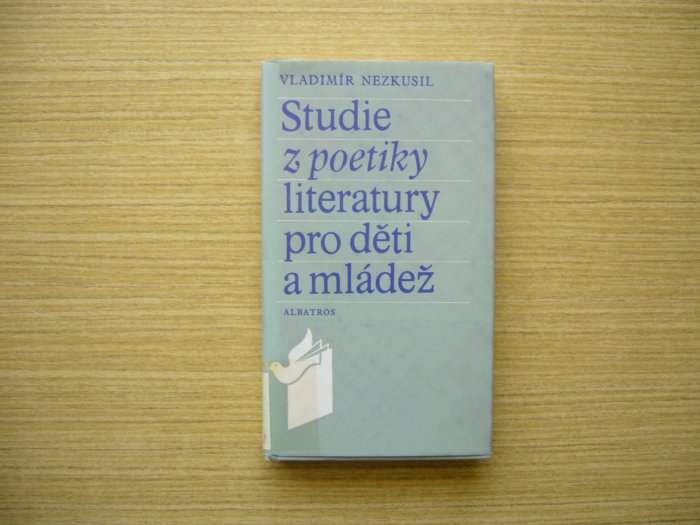 VLADIMÍR NEZKUSIL
Studie
z poetiky
literatury
pro děti
a mládež
ALBATROS